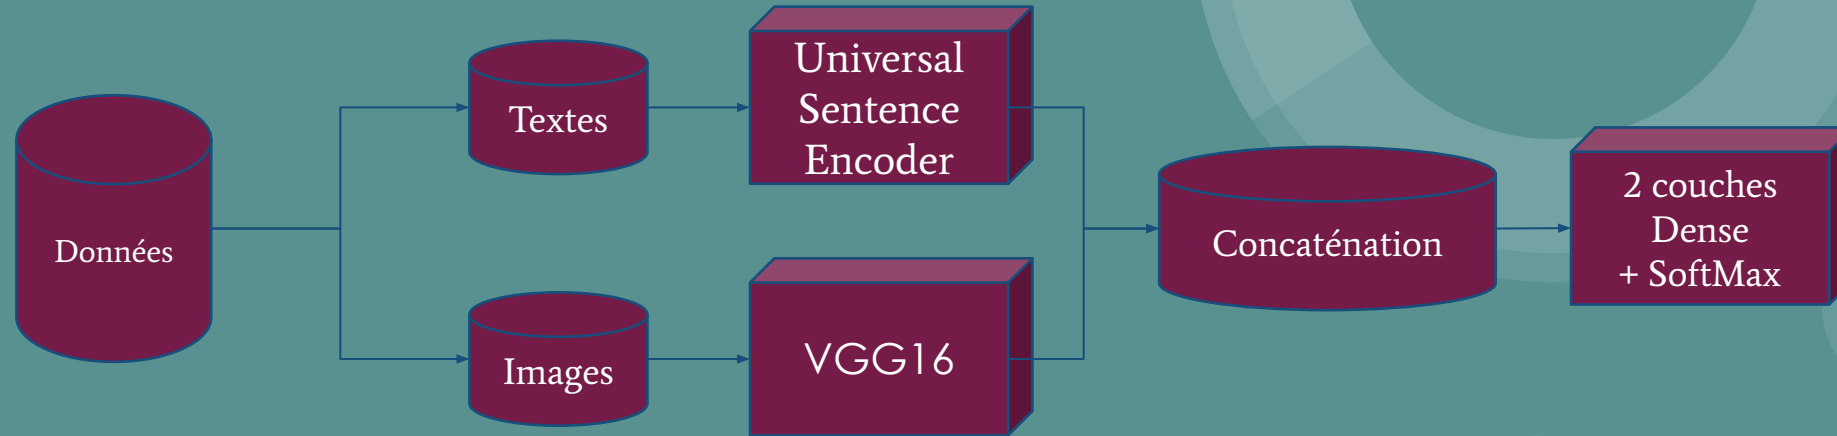 Données
Textes
Universal
Sentence
Encoder
Images
VGG16
Concaténation
2 couches
Dense
+ SoftMax